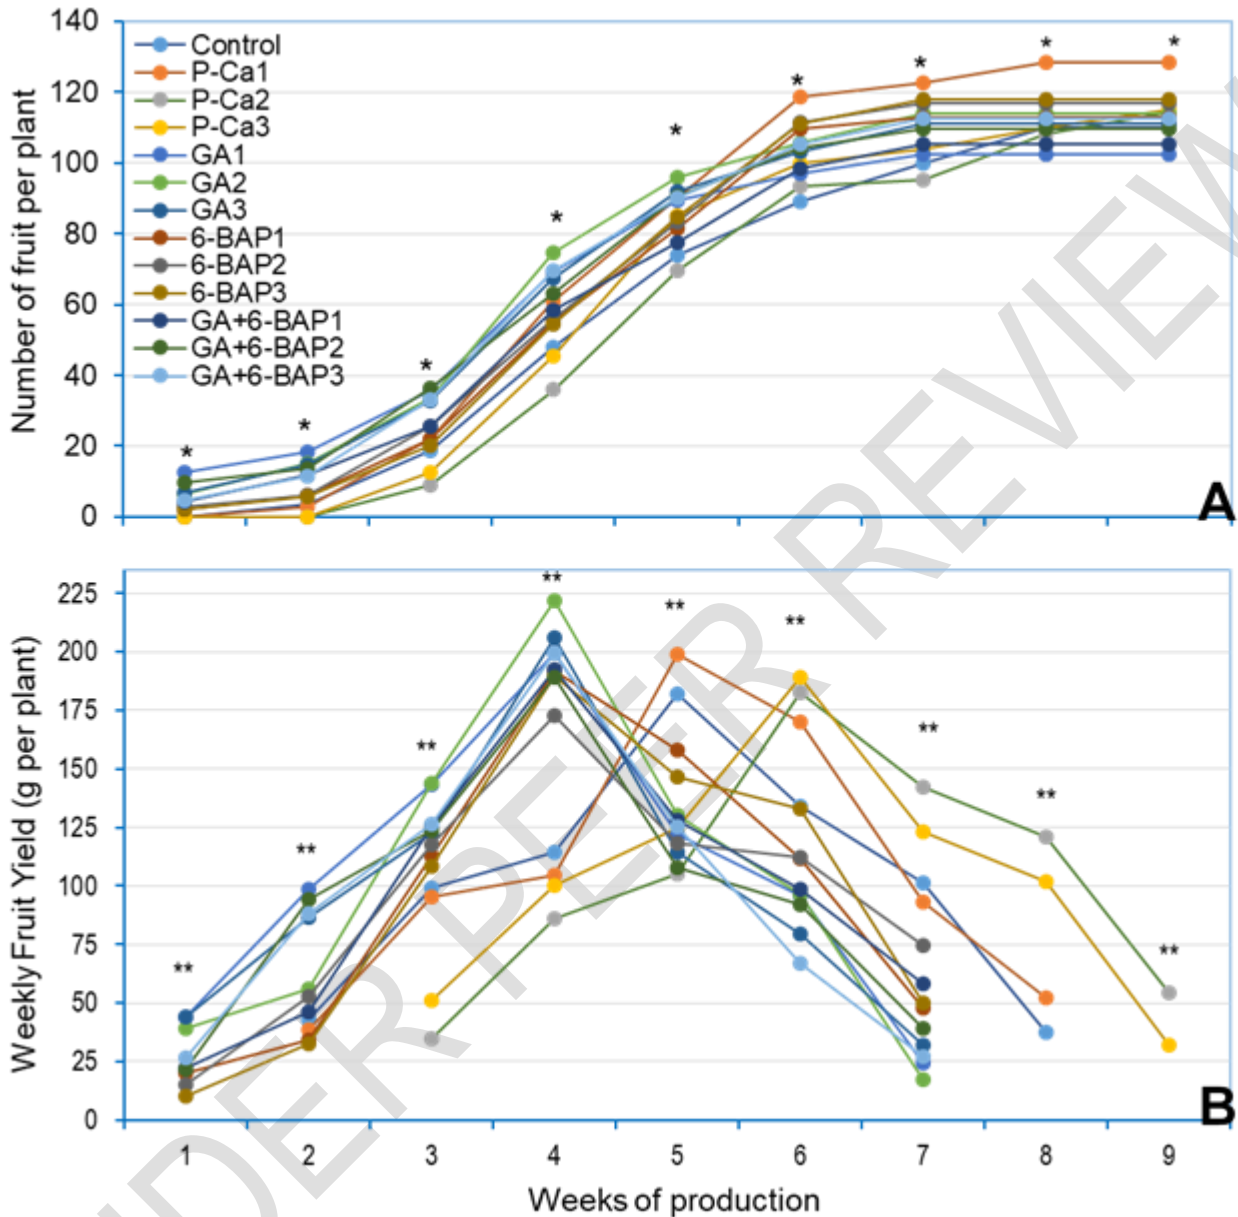 140
120
100
80
60
40
20
0
Number of fruit per plant
Control
P-Ca1
P-Ca2
P-Ca3
GA1
GA2
GA3
6-BAP1
6-BAP2
6-BAP3
GA+6-BAP1
GA+6-BAP2
GA+6-BAP3
* * * * * * * * *
A
225
200
175
150
125
100
75
50
25
0
Weekly Fruit Yield (g per plant)
** ** ** ** ** ** ** ** **
B
1 2 3 4 5 6 7 8 9
Weeks of production
NDER PEER REVIEW